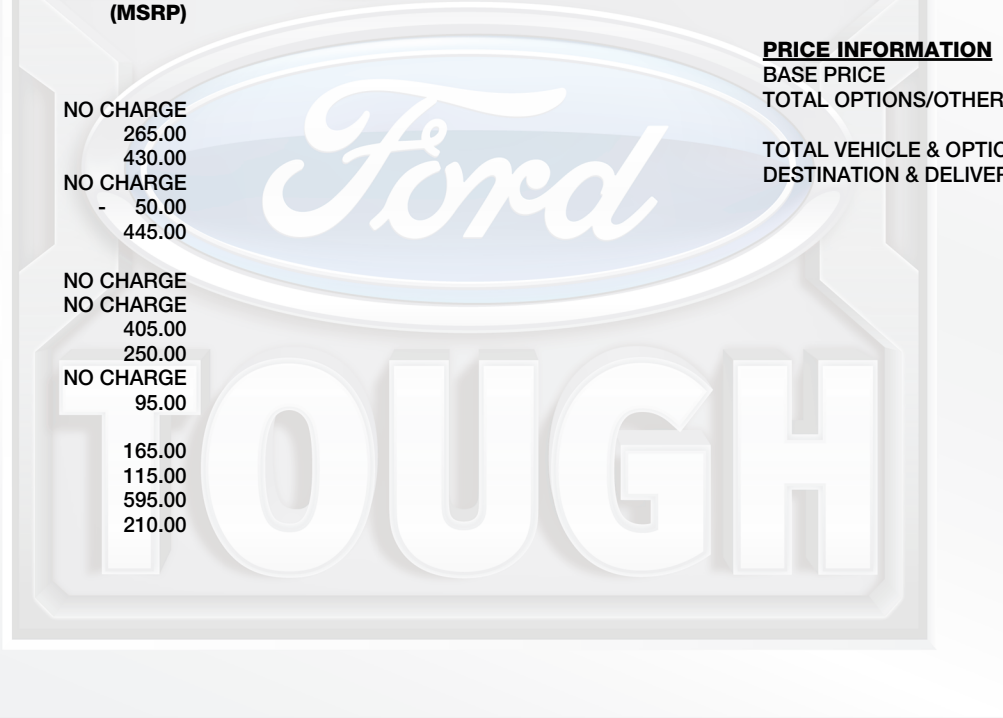 (MSRP)
NO CHARGE
265.00
430.00
NO CHARGE
- 50.00
445.00
NO CHARGE
NO CHARGE
405.00
250.00
NO CHARGE
95.00
165.00
115.00
595.00
210.00
PRICE INFORMATION
BASE PRICE
TOTAL OPTIONS/OTHER
TOTAL VEHICLE & OPTIO
DESTINATION & DELIVER
Ford
TOUGH